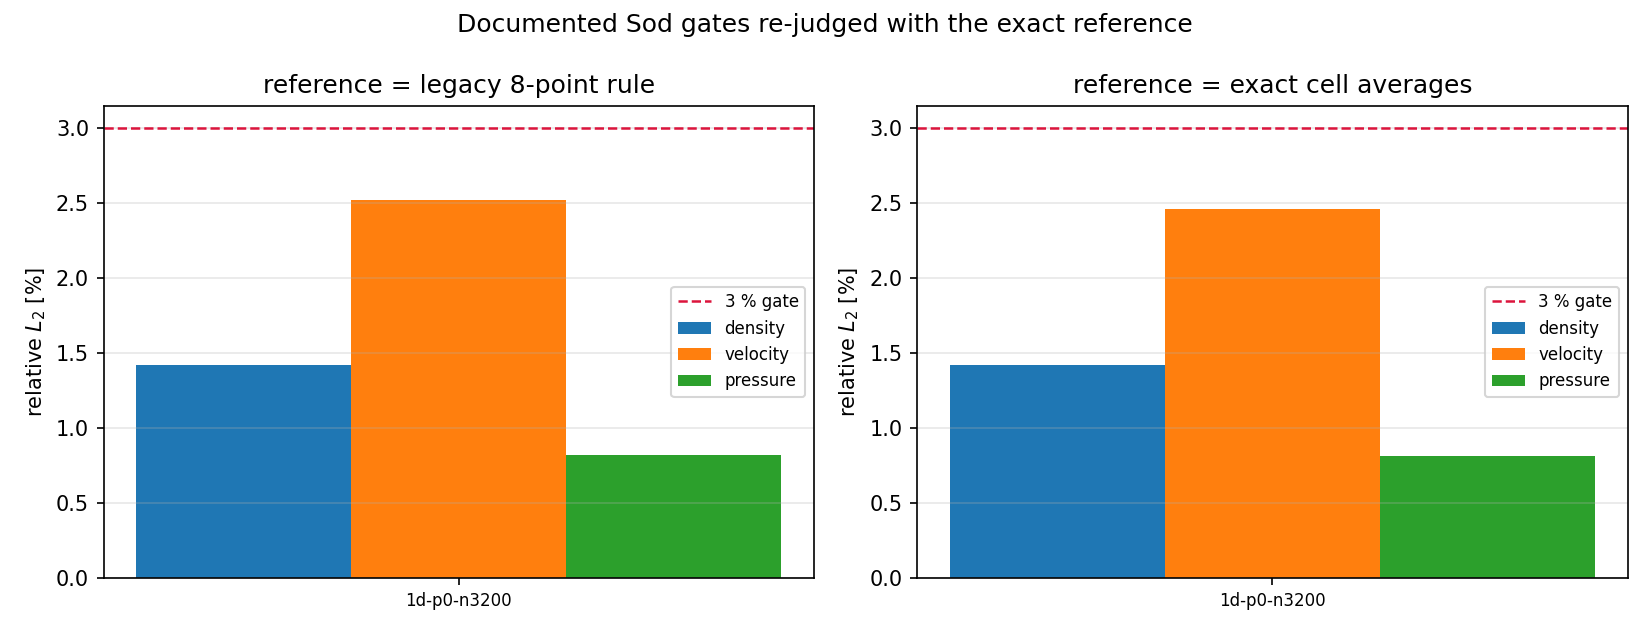 Documented Sod gates re-judged with the exact reference
reference = legacy 8-point rule
relative L₂ [%]
3.0
2.5
2.0
1.5
1.0
0.5
0.0
3 % gate
density
velocity
pressure
1d-p0-n3200
reference = exact cell averages
relative L₂ [%]
3.0
2.5
2.0
1.5
1.0
0.5
0.0
3 % gate
density
velocity
pressure
1d-p0-n3200